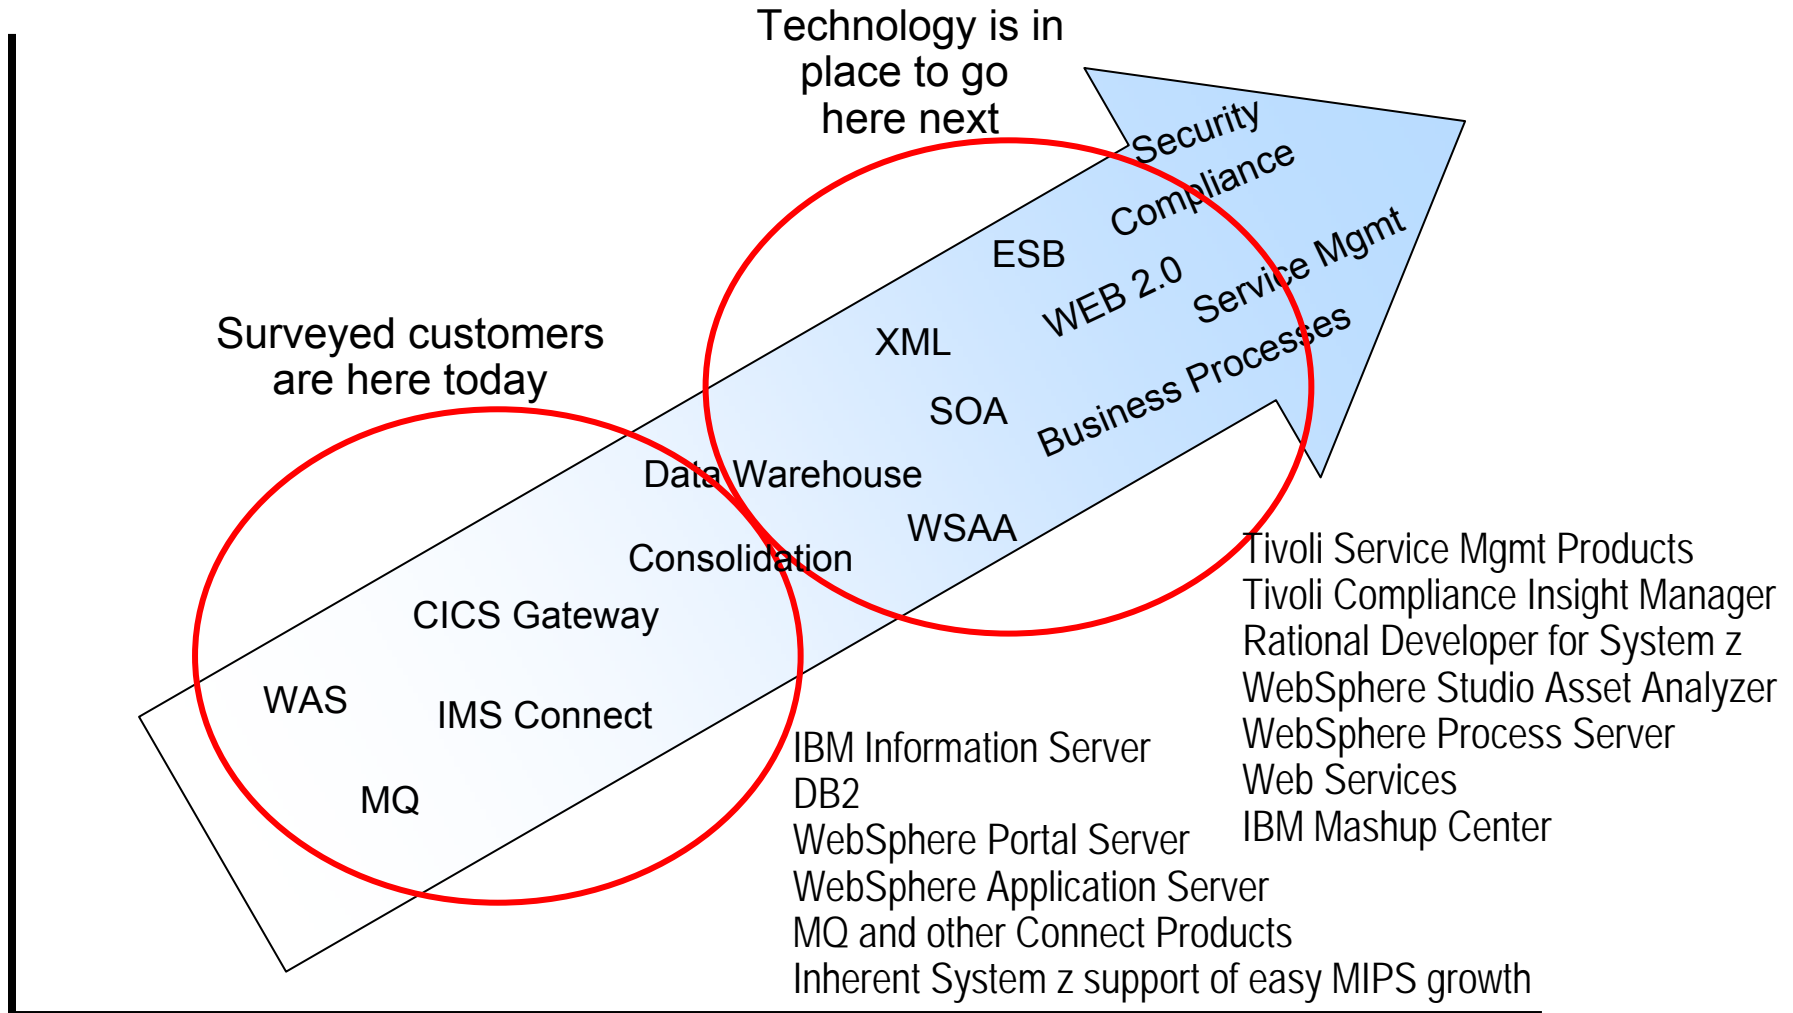 Technology is in
place to go
here next
Security
Compliance
ESB
Service Mgmt
WEB 2.0
XML
Business Processes
Surveyed customers
are here today
SOA
Data Warehouse
WSAA
Consolidation
CICS Gateway
WAS
IMS Connect
MQ
Tivoli Service Mgmt Products
Tivoli Compliance Insight Manager
Rational Developer for System z
WebSphere Studio Asset Analyzer
WebSphere Process Server
Web Services
IBM Mashup Center
IBM Information Server
DB2
WebSphere Portal Server
WebSphere Application Server
MQ and other Connect Products
Inherent System z support of easy MIPS growth